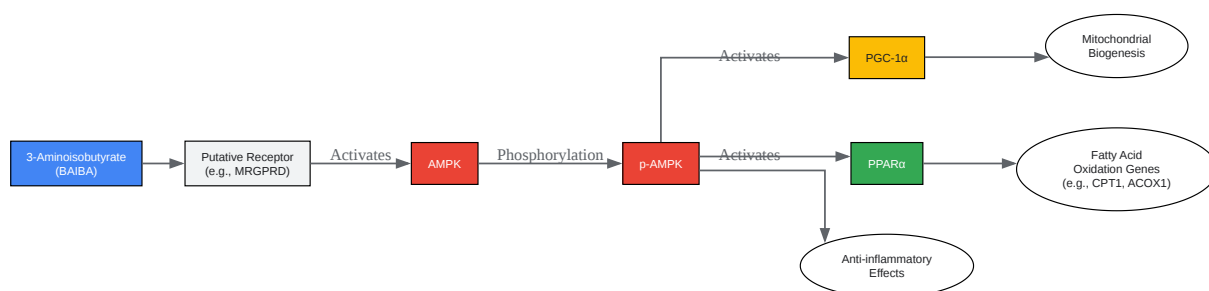 Activates
PGC-1α
Mitochondrial
Biogenesis
3-Aminoisobutyrate
(BAIBA)
Putative Receptor
(e.g., MRGPRD)
Activates
AMPK
Phosphorylation
p-AMPK
Activates
PPARα
Fatty Acid
Oxidation Genes
(e.g., CPT1, ACOX1)
Anti-inflammatory
Effects